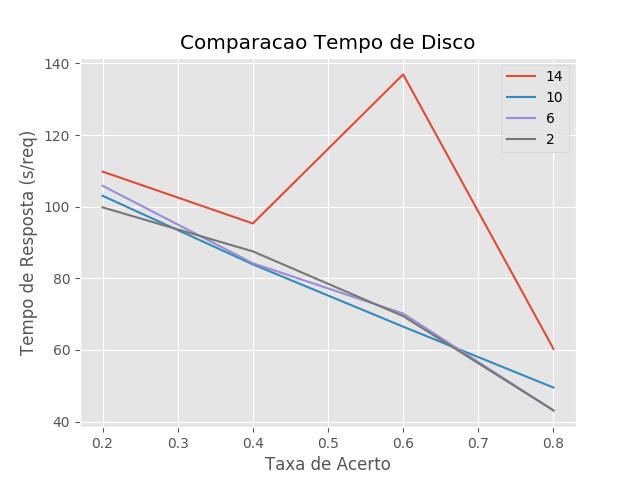 Comparacao Tempo de Disco
Tempo de Resposta (s/req)
140
120
100
80
60
40
0.2 0.3 0.4 0.5 0.6 0.7 0.8
Taxa de Acerto
14
10
6
2